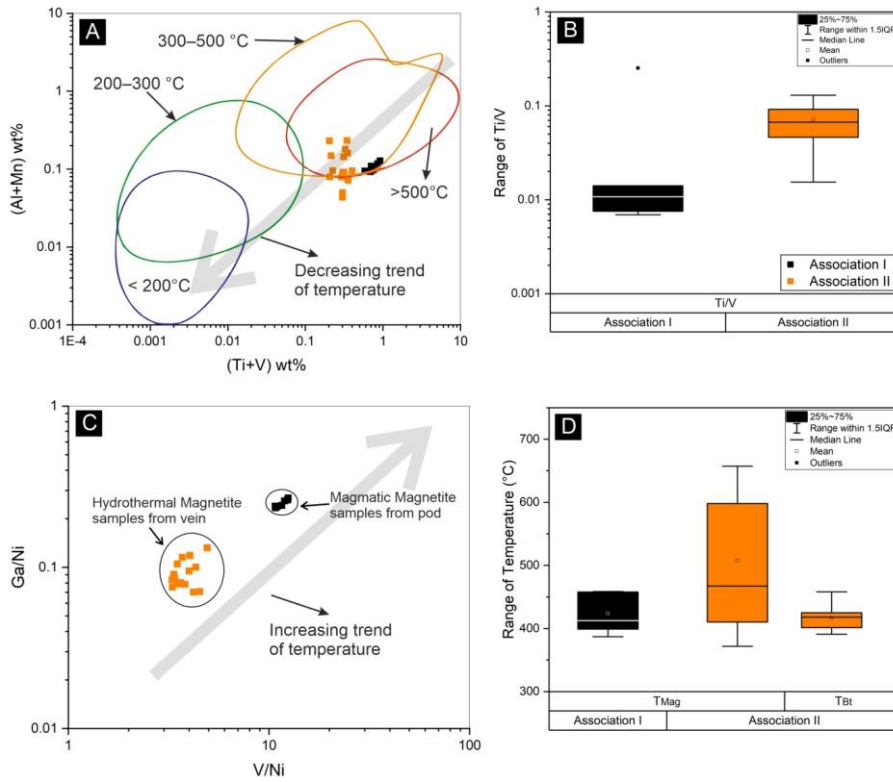 A
300–500 °C
200–300 °C
>500°C
< 200°C
Decreasing trend
of temperature
10
1
0.1
0.01
0.001
1E-4
0.001
0.01
0.1
1
10
(Al+Mn) wt%
(Ti+V) wt%
B
25%~75%
Range within 1.5IQR
Median Line
Mean
Outliers
1
0.1
0.01
0.001
Range of Ti/V
Association I
Association II
Ti/V
Association I
Association II
C
Hydrothermal Magnetite
samples from vein
Magmatic Magnetite
samples from pod
Increasing trend
of temperature
1
0.1
0.01
1
10
100
Ga/Ni
V/Ni
D
25%~75%
Range within 1.5IQR
Median Line
Mean
Outliers
700
600
500
400
300
Range of Temperature (°C)
TMag
TBt
Association I
Association II